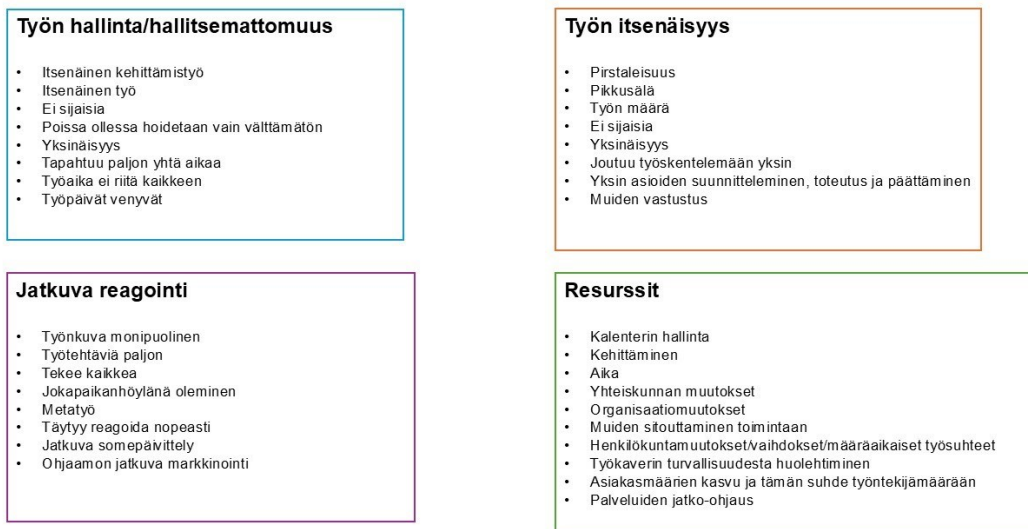 Työn hallinta/hallitsemattomuus
• Itsenäinen kehittämistyö
• Itsenäinen työ
• Ei sijaisia
• Poissa ollessa hoidetaan vain välttämätön
• Yksinäisyys
• Tapahtuu paljon yhtä aikaa
• Työaika ei riitä kaikkeen
• Työpäivät venyvät
Työn itsenäisyys
• Pirstaleisuus
• Pikkusälä
• Työn määrä
• Ei sijaisia
• Yksinäisyys
• Joutuu työskentelemään yksin
• Yksin asioiden suunnitteleminen, toteutus ja päättäminen
• Muiden vastustus
Jatkuva reagointi
• Työnkuva monipuolinen
• Työtehtäviä paljon
• Tekee kaikkea
• Jokapaikanhöylänä oleminen
• Metatyö
• Täytyy reagoida nopeasti
• Jatkuva somepäivittely
• Ohjaamon jatkuva markkinointi
Resurssit
• Kalenterin hallinta
• Kehittäminen
• Aika
• Yhteiskunnan muutokset
• Organisaatiomuutokset
• Muiden sitouttaminen toimintaan
• Henkilökuntamuutokset/vaihdokset/määräaikaiset työsuhteet
• Työkaverin turvallisuudesta huolehtiminen
• Asiakasmäärien kasvu ja tämän suhde työntekijämäärään
• Palveluiden jatko-ohjaus